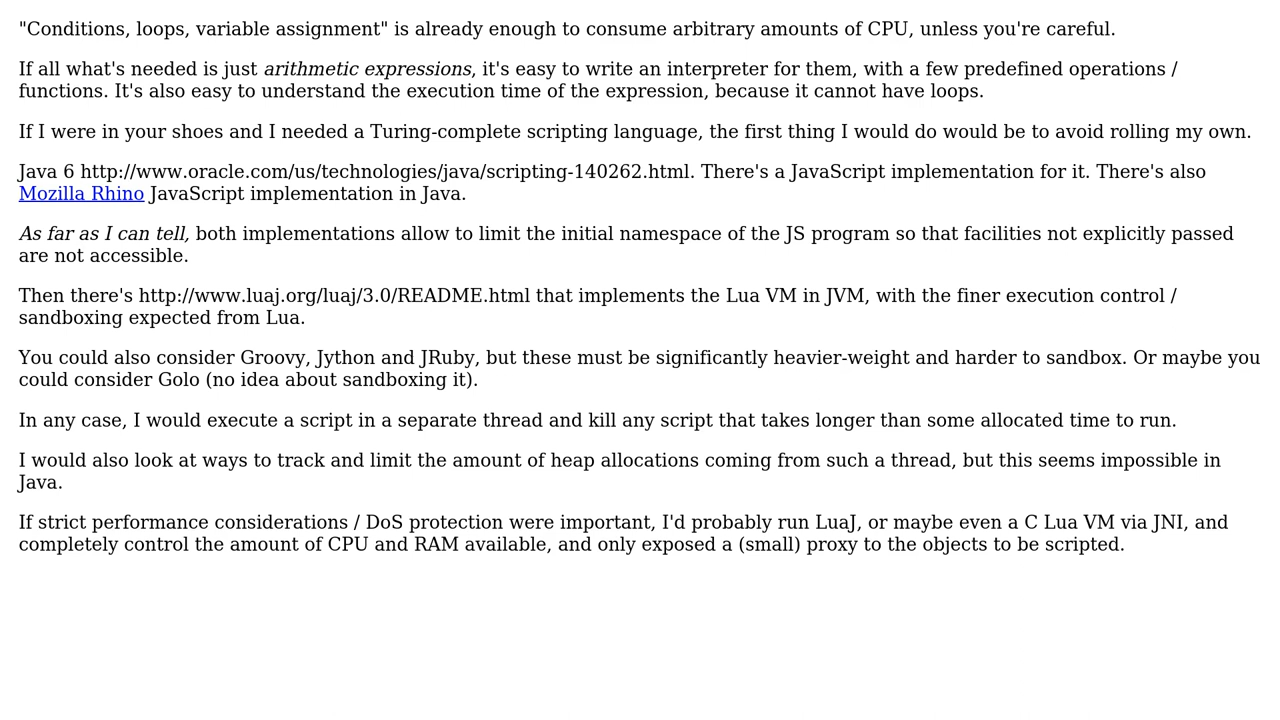 "Conditions, loops, variable assignment" is already enough to consume arbitrary amounts of CPU, unless you're careful.
If all what's needed is just arithmetic expressions, it's easy to write an interpreter for them, with a few predefined operations /
functions. It's also easy to understand the execution time of the expression, because it cannot have loops.
If I were in your shoes and I needed a Turing-complete scripting language, the first thing I would do would be to avoid rolling my own.
Java 6 http://www.oracle.com/us/technologies/java/scripting-140262.html. There's a JavaScript implementation for it. There's also
Mozilla Rhino JavaScript implementation in Java.
As far as I can tell, both implementations allow to limit the initial namespace of the JS program so that facilities not explicitly passed
are not accessible.
Then there's http://www.luaj.org/luaj/3.0/README.html that implements the Lua VM in JVM, with the finer execution control /
sandboxing expected from Lua.
You could also consider Groovy, Jython and JRuby, but these must be significantly heavier-weight and harder to sandbox. Or maybe you
could consider Golo (no idea about sandboxing it).
In any case, I would execute a script in a separate thread and kill any script that takes longer than some allocated time to run.
I would also look at ways to track and limit the amount of heap allocations coming from such a thread, but this seems impossible in
Java.
If strict performance considerations / DoS protection were important, I'd probably run LuaJ, or maybe even a C Lua VM via JNI, and
completely control the amount of CPU and RAM available, and only exposed a (small) proxy to the objects to be scripted.